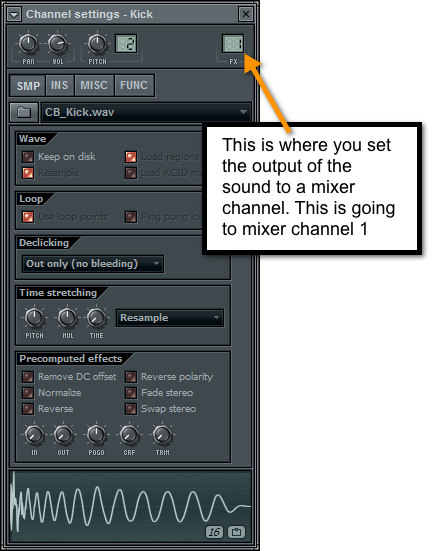 Channel settings - Kick
PAN VOL PITCH 2 1 FX
SMP INS MISC FUNC
CB_Kick.wav
This is where you set
the output of the
sound to a mixer
channel. This is going
to mixer channel 1
Wave
Keep on disk Load regions
Resample Load ACID
Loop
Use loop points Ping pong
Declicking
Out only (no bleeding)
Time stretching
PITCH MUL TIME Resample
Precomputed effects
Remove DC offset Reverse polarity
Normalize Fade stereo
Reverse Swap stereo
IN OUT POGO CRF TRIM
16